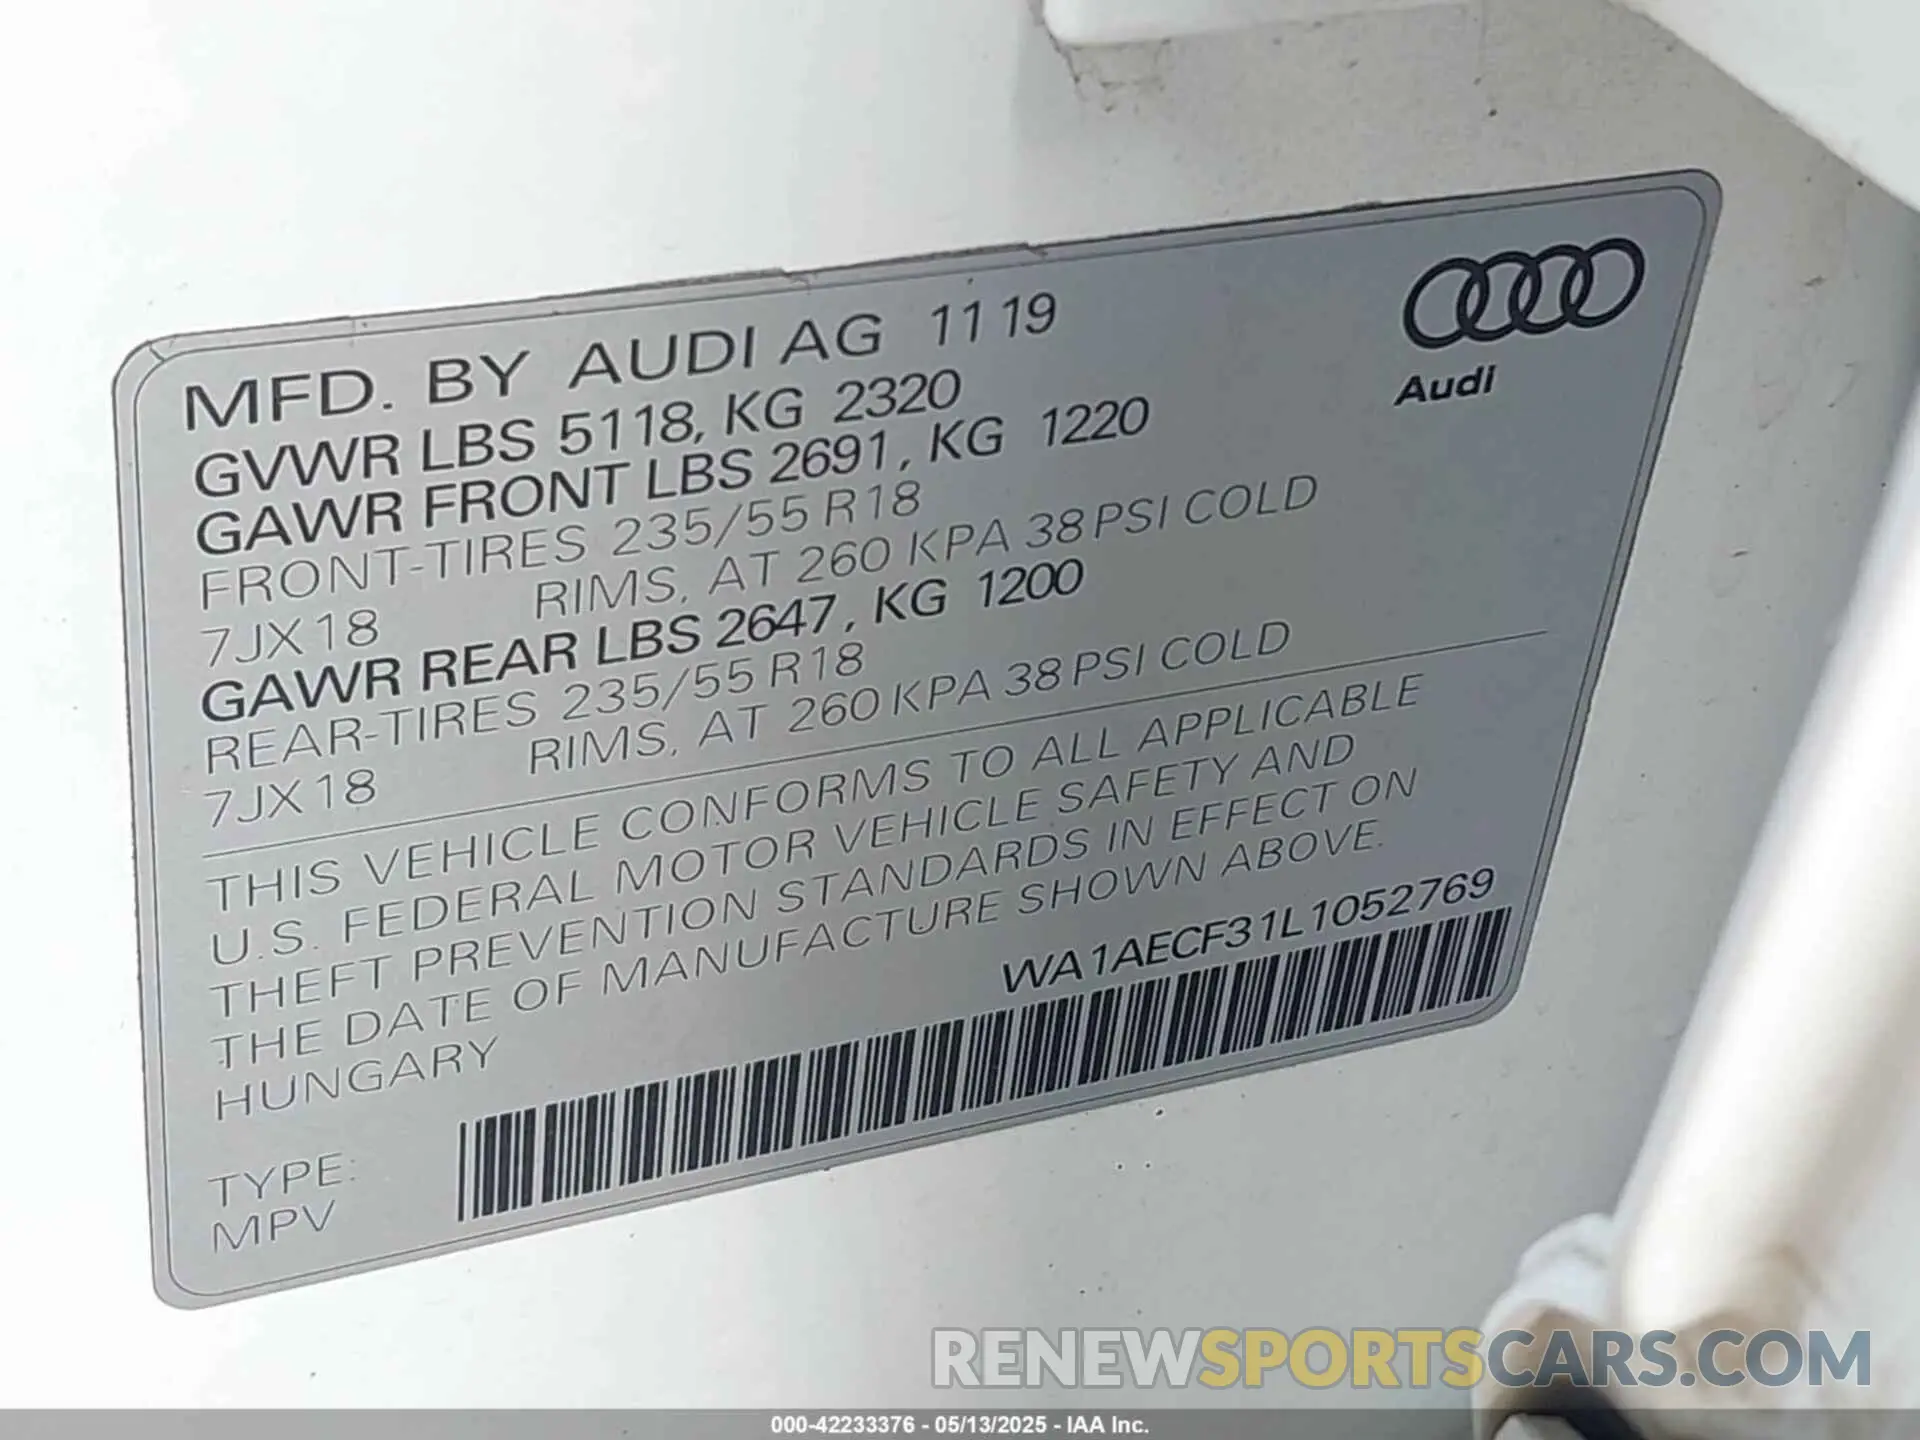 MFD. BY AUDI AG 11 19
Audi
GVWR LBS 5118, KG 2320
GAWR FRONT LBS 2691, KG 1220
FRONT-TIRES 235/55 R18
7JX18 RIMS, AT 260 KPA 38 PSI COLD
GAWR REAR LBS 2647, KG 1200
REAR-TIRES 235/55 R18
7JX18 RIMS, AT 260 KPA 38 PSI COLD
THIS VEHICLE CONFORMS TO ALL APPLICABLE
U.S. FEDERAL MOTOR VEHICLE SAFETY AND
THEFT PREVENTION STANDARDS IN EFFECT ON
THE DATE OF MANUFACTURE SHOWN ABOVE.
HUNGARY
WA1AECF31L1052769
TYPE:
MPV
RENEWSPORTSCARS.COM
000-42233376 - 05/13/2025 - IAA Inc.